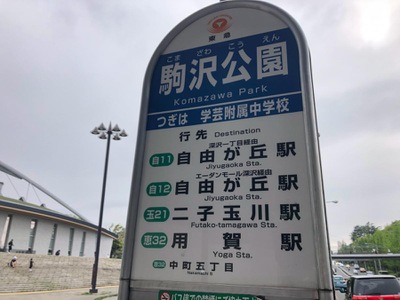 東急
こまざわこうえん
駒沢公園
Komazawa Park
つぎは 学芸附属中学校
行先 Destination
深沢一丁目経由
自11 自由が丘駅
Jiyugaoka Sta.
エーダンモール深沢経由
自12 自由が丘駅
Jiyugaoka Sta.
玉21 二子玉川駅
Futako-tamagawa Sta.
恵32 用賀駅
Yoga Sta.
恵32 中町五丁目